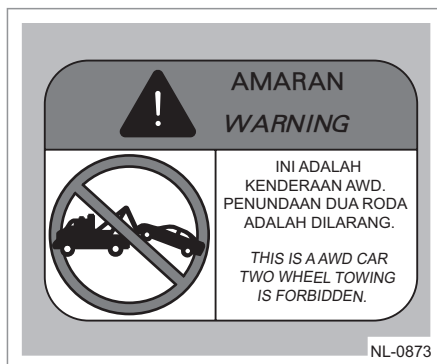 AMARAN
WARNING
INI ADALAH
KENDERAAN AWD.
PENUNDAAN DUA RODA
ADALAH DILARANG.
THIS IS A AWD CAR
TWO WHEEL TOWING
IS FORBIDDEN.
NL-0873